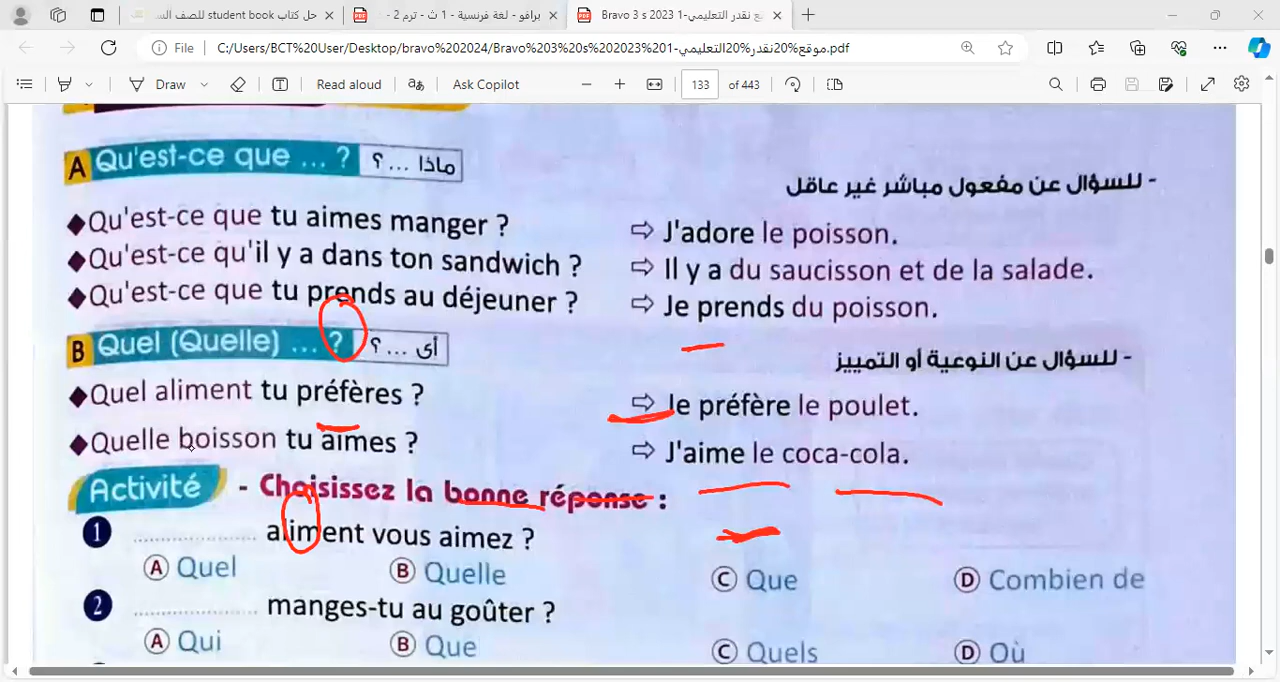 حل كتاب student book للصف الس
برافو - لغة فرنسية - 1 ث - ترم 2 -
Bravo 3 s 2023 1-ع نقدر التعليمي
File
C:/Users/BCT%20User/Desktop/bravo%202024/Bravo%203%20s%202023%201-موقع%20نقدر%20التعليمي.pdf
Draw
Read aloud
Ask Copilot
133 of 443
A Qu'est-ce que ... ? ماذا ... ؟
- للسؤال عن مفعول مباشر غير عاقل
◆Qu'est-ce que tu aimes manger ? ⇨ J'adore le poisson.
◆Qu'est-ce qu'il y a dans ton sandwich ? ⇨ Il y a du saucisson et de la salade.
◆Qu'est-ce que tu prends au déjeuner ? ⇨ Je prends du poisson.
B Quel (Quelle) ... ? أى ... ؟
- للسؤال عن النوعية أو التمييز
◆Quel aliment tu préfères ? ⇨ Je préfère le poulet.
◆Quelle boisson tu aimes ? ⇨ J'aime le coca-cola.
Activité - Choisissez la bonne réponse :
1 .................. aliment vous aimez ?
A Quel B Quelle C Que D Combien de
2 .................. manges-tu au goûter ?
A Qui B Que C Quels D Où